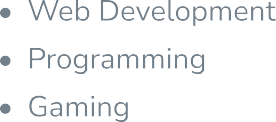 • Web Development
• Programming
• Gaming